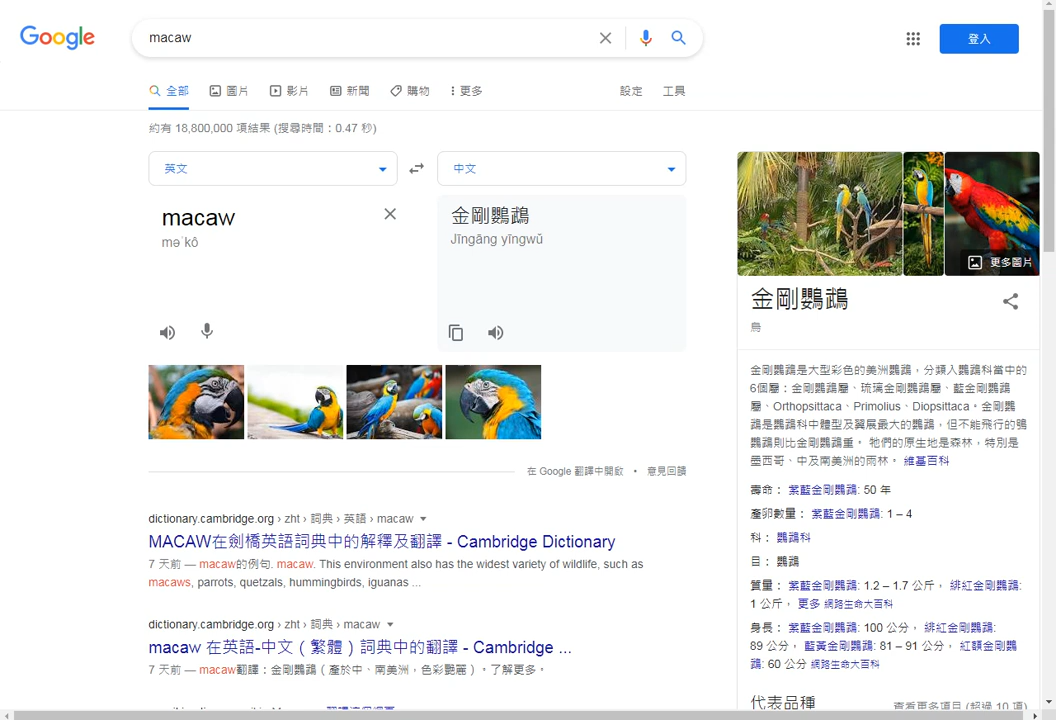 Google
macaw
登入
全部
圖片
影片
新聞
購物
更多
設定
工具
約有 18,800,000 項結果 (搜尋時間：0.47 秒)
英文
中文
macaw
məˈkô
金剛鸚鵡
Jīngāng yīngwǔ
在 Google 翻譯中開啟 • 意見回饋
dictionary.cambridge.org › zht › 詞典 › 英語 › macaw
MACAW在劍橋英語詞典中的解釋及翻譯 - Cambridge Dictionary
7 天前 — macaw的例句. macaw. This environment also has the widest variety of wildlife, such as
macaws, parrots, quetzals, hummingbirds, iguanas ...
dictionary.cambridge.org › zht › 詞典 › macaw
macaw 在英語-中文（繁體）詞典中的翻譯 - Cambridge ...
7 天前 — macaw翻譯：金剛鸚鵡（產於中、南美洲，色彩艷麗）。了解更多。
更多圖片
金剛鸚鵡
鳥
金剛鸚鵡是大型彩色的美洲鸚鵡，分類入鸚鵡科當中的
6個屬：金剛鸚鵡屬、琉璃金剛鸚鵡屬、藍金剛鸚鵡
屬、Orthopsittaca、Primolius、Diopsittaca。金剛鸚
鵡是鸚鵡科中體型及翼展最大的鸚鵡，但不能飛行的鴞
鸚鵡則比金剛鸚鵡重。 牠們的原生地是森林，特別是
墨西哥、中及南美洲的雨林。 維基百科
壽命： 紫藍金剛鸚鵡: 50 年
產卵數量： 紫藍金剛鸚鵡: 1 – 4
科： 鸚鵡科
目： 鸚鵡
質量： 紫藍金剛鸚鵡: 1.2 – 1.7 公斤， 緋紅金剛鸚鵡:
1 公斤， 更多 網路生命大百科
身長： 紫藍金剛鸚鵡: 100 公分， 緋紅金剛鸚鵡:
89 公分， 藍黃金剛鸚鵡: 81 – 91 公分， 紅額金剛鸚
鵡: 60 公分 網路生命大百科
代表品種
查看更多項目 (超過 10 項)